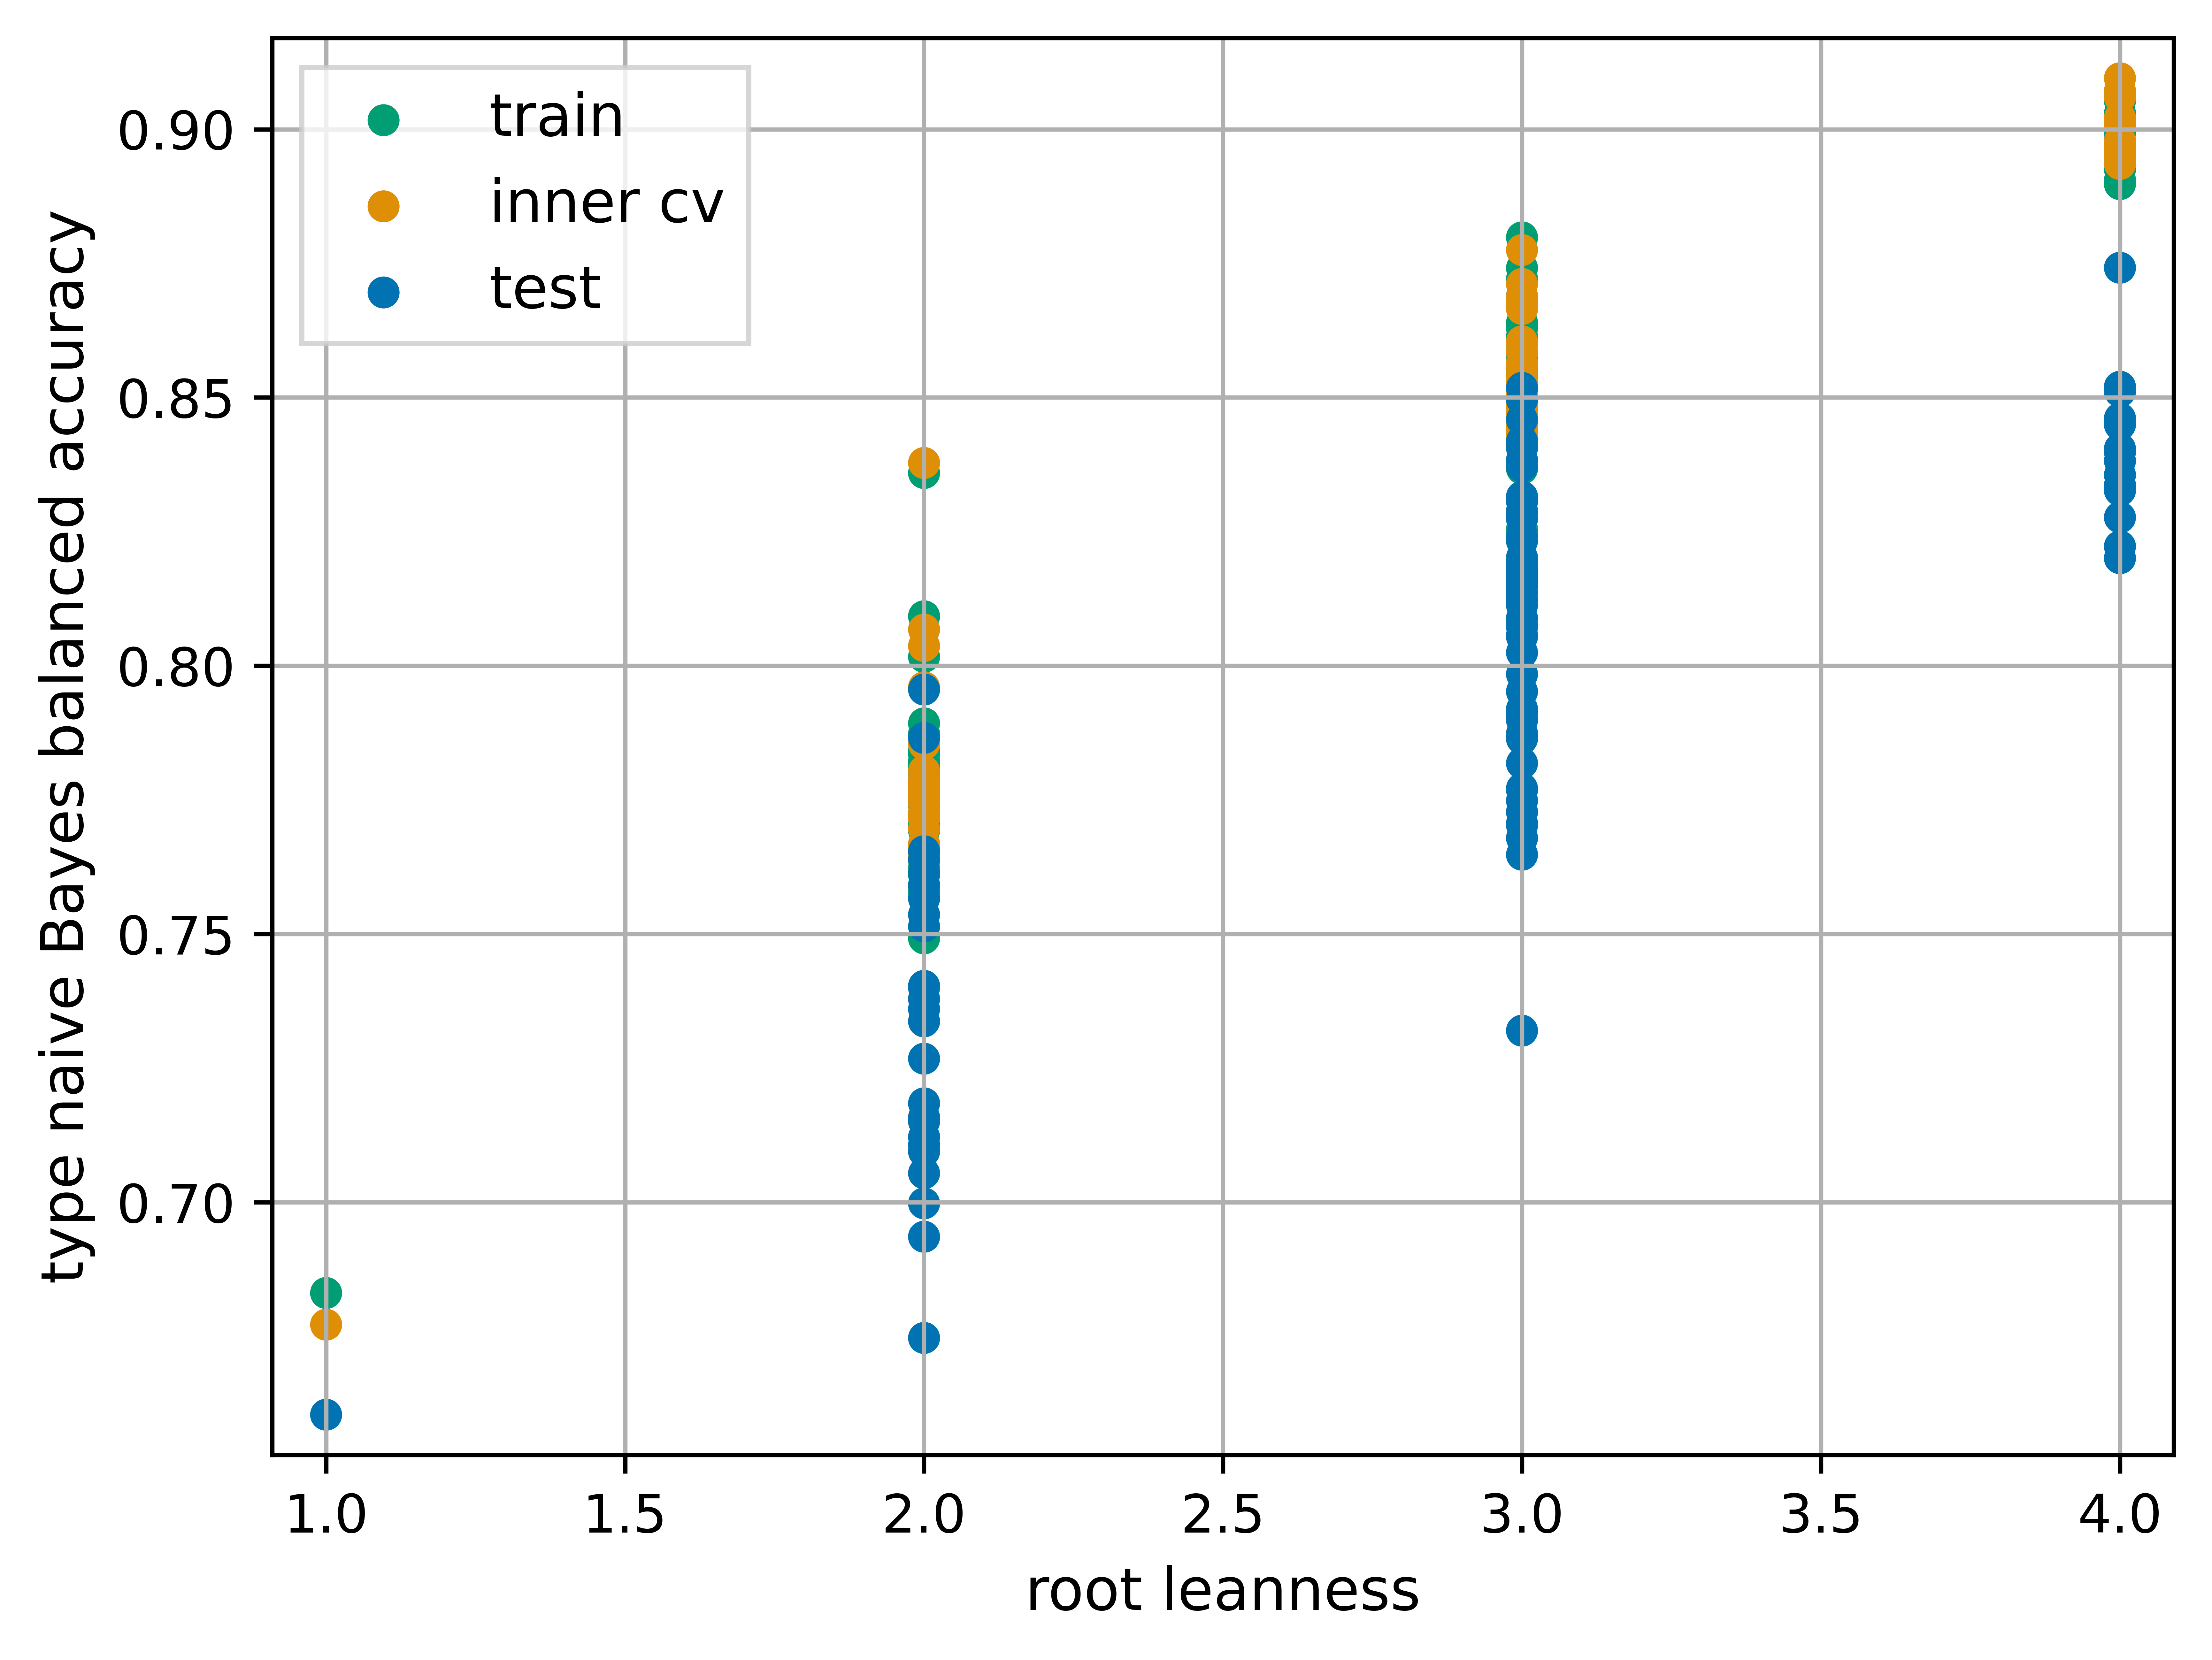 train
inner cv
test
type naive Bayes balanced accuracy
0.90
0.85
0.80
0.75
0.70
1.0 1.5 2.0 2.5 3.0 3.5 4.0
root leanness